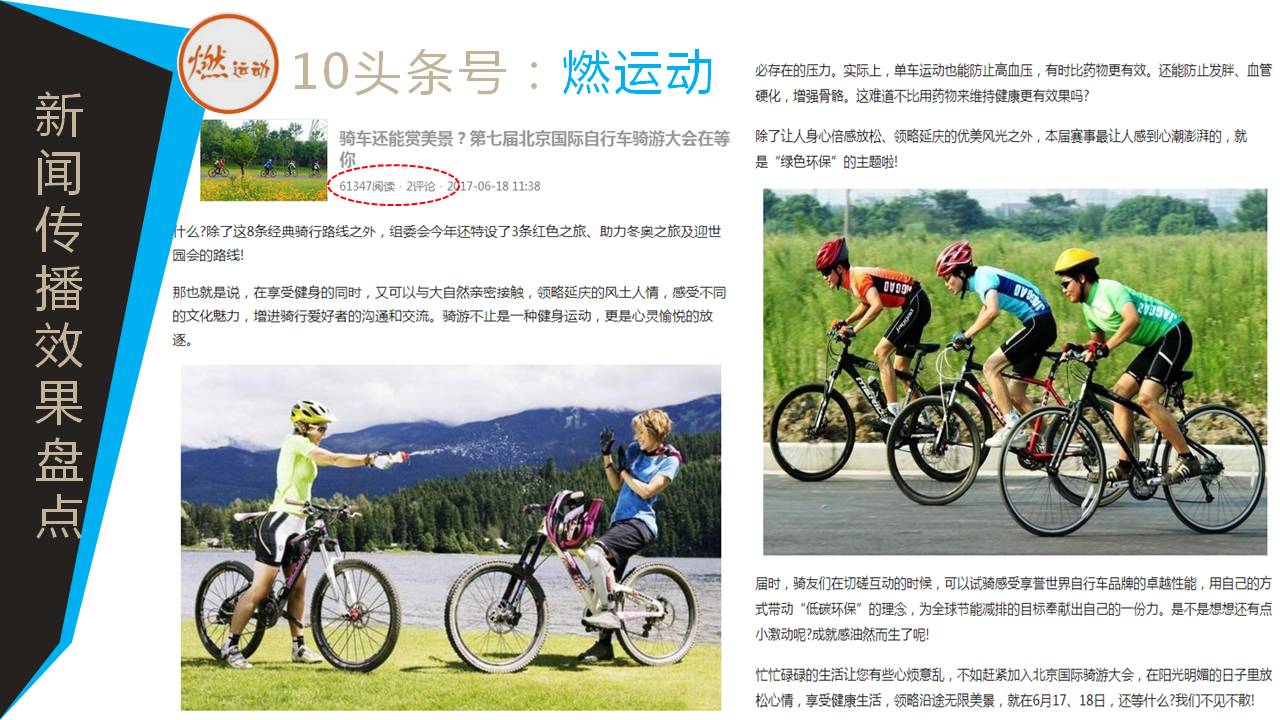 新闻传播效果盘点
燃运动
10头条号：燃运动
骑车还能赏美景？第七届北京国际自行车骑游大会在等
你
61347阅读 · 2评论 · 2017-06-18 11:38
什么?除了这8条经典骑行路线之外，组委会今年还特设了3条红色之旅、助力冬奥之旅及迎世
园会的路线!
那也就是说，在享受健身的同时，又可以与大自然亲密接触，领略延庆的风土人情，感受不同
的文化魅力，增进骑行爱好者的沟通和交流。骑游不止是一种健身运动，更是心灵愉悦的放
逐。
必存在的压力。实际上，单车运动也能防止高血压，有时比药物更有效。还能防止发胖、血管
硬化，增强骨骼。这难道不比用药物来维持健康更有效果吗?
除了让人身心倍感放松、领略延庆的优美风光之外，本届赛事最让人感到心潮澎湃的，就
是“绿色环保”的主题啦!
JAGGAD
JAGGAD
JAGGAD
届时，骑友们在切磋互动的时候，可以试骑感受享誉世界自行车品牌的卓越性能，用自己的方
式带动“低碳环保”的理念，为全球节能减排的目标奉献出自己的一份力。是不是想想还有点
小激动呢?成就感油然而生了呢!
忙忙碌碌的生活让您有些心烦意乱，不如赶紧加入北京国际骑游大会，在阳光明媚的日子里放
松心情，享受健康生活，领略沿途无限美景，就在6月17、18日，还等什么?我们不见不散!